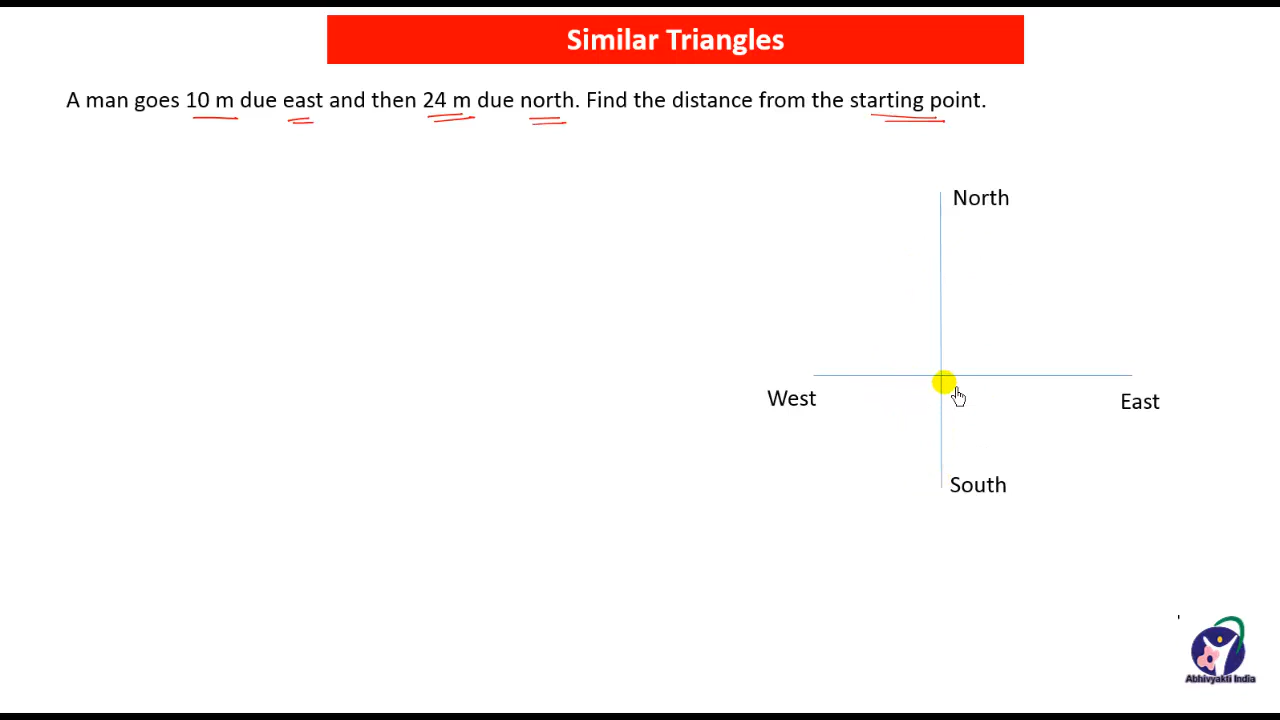 Similar Triangles
A man goes 10 m due east and then 24 m due north. Find the distance from the starting point.
North
West
East
South
Abhivyakti India